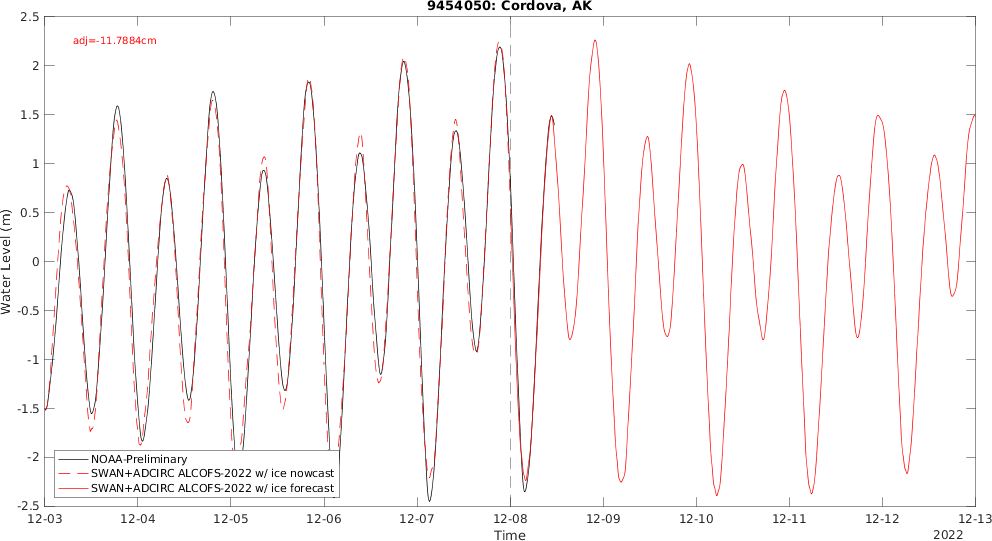 9454050: Cordova, AK
adj=-11.7884cm
2.5
2
1.5
1
0.5
0
-0.5
-1
-1.5
-2
-2.5
Water Level (m)
NOAA-Preliminary
SWAN+ADCIRC ALCOFS-2022 w/ ice nowcast
SWAN+ADCIRC ALCOFS-2022 w/ ice forecast
12-03 12-04 12-05 12-06 12-07 12-08 12-09 12-10 12-11 12-12 12-13
Time
2022